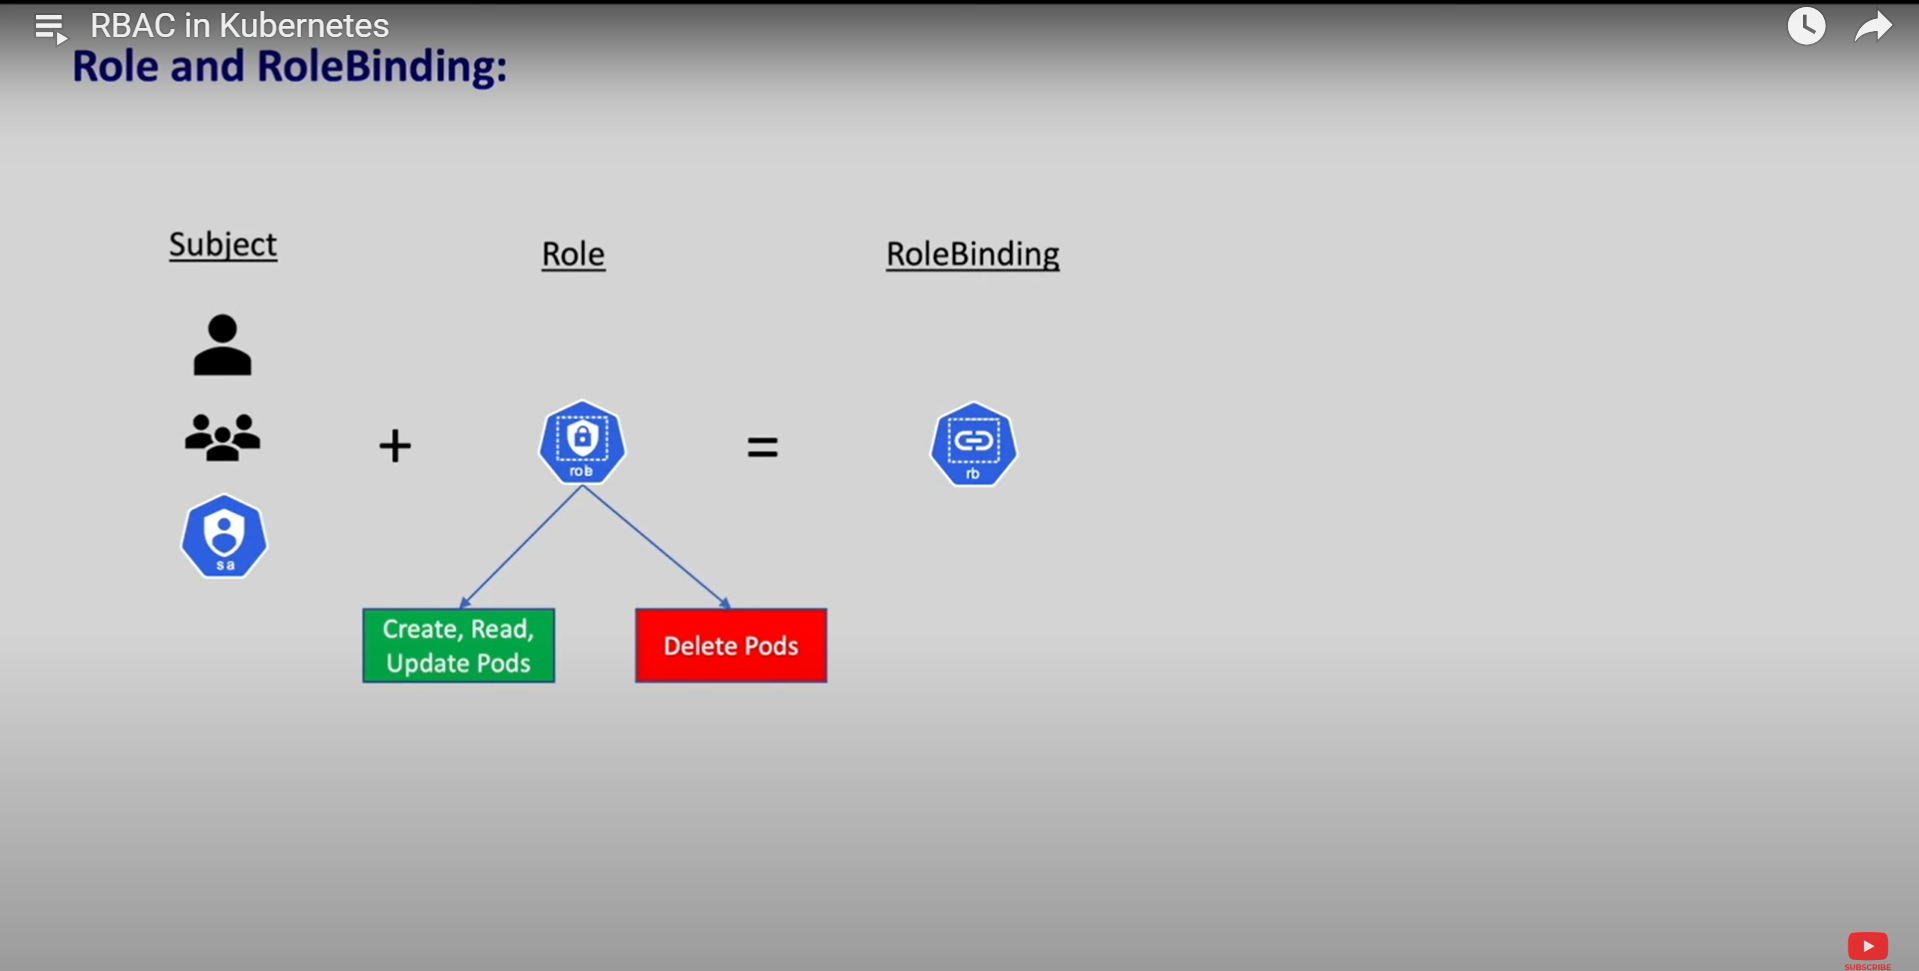 RBAC in Kubernetes
Role and RoleBinding:
Subject
Role
RoleBinding
+
=
role
rb
sa
Create, Read,
Update Pods
Delete Pods
SUBSCRIBE